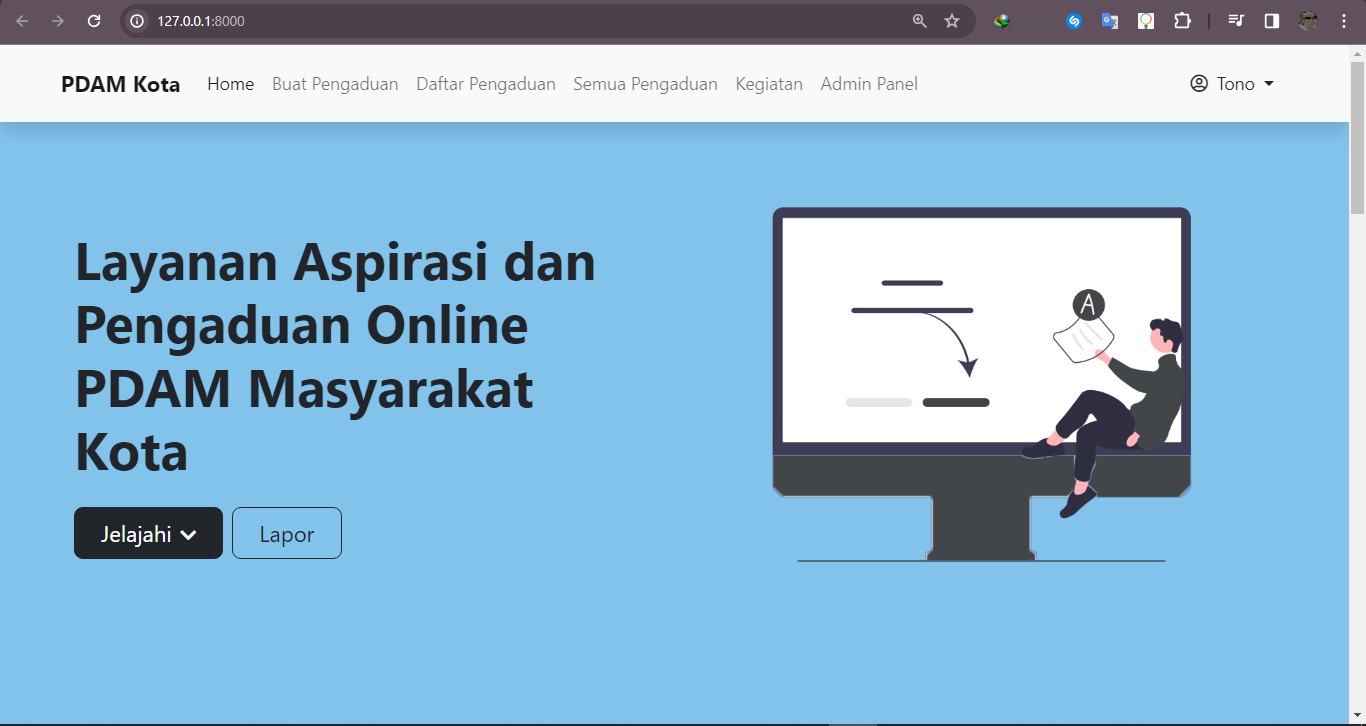 127.0.0.1:8000
PDAM Kota Home Buat Pengaduan Daftar Pengaduan Semua Pengaduan Kegiatan Admin Panel Tono
Layanan Aspirasi dan
Pengaduan Online
PDAM Masyarakat
Kota
Jelajahi Lapor
A